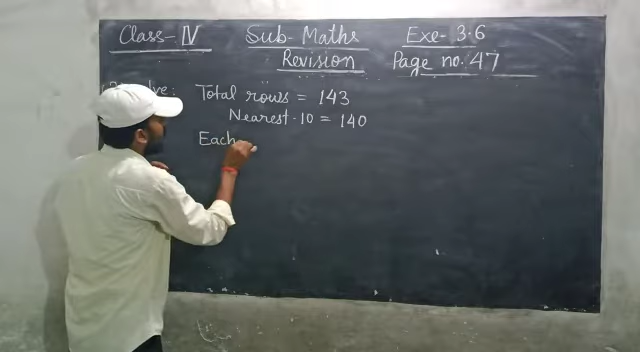 Class- IV Sub- Maths Exe- 3.6
Revision Page no. 47
Total rows = 143
Nearest 10 = 140
Each